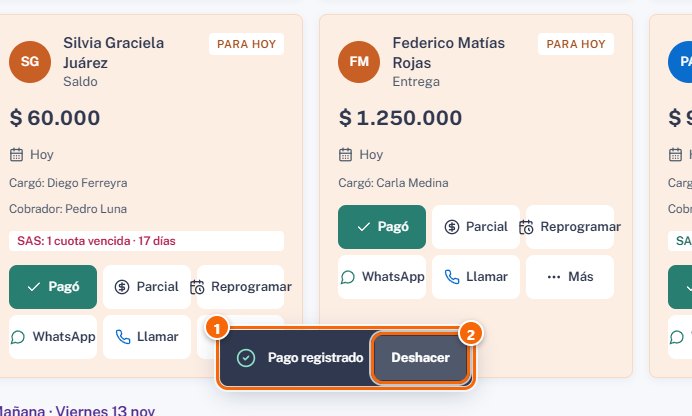 SG
Silvia Graciela
Juárez
Saldo
PARA HOY
$ 60.000
Hoy
Cargó: Diego Ferreyra
Cobrador: Pedro Luna
SAS: 1 cuota vencida · 17 días
Pagó
Parcial
Reprogramar
WhatsApp
Llamar
FM
Federico Matías
Rojas
Entrega
PARA HOY
$ 1.250.000
Hoy
Cargó: Carla Medina
Pagó
Parcial
Reprogramar
WhatsApp
Llamar
Más
1
Pago registrado
2
Deshacer
Mañana · Viernes 13 nov